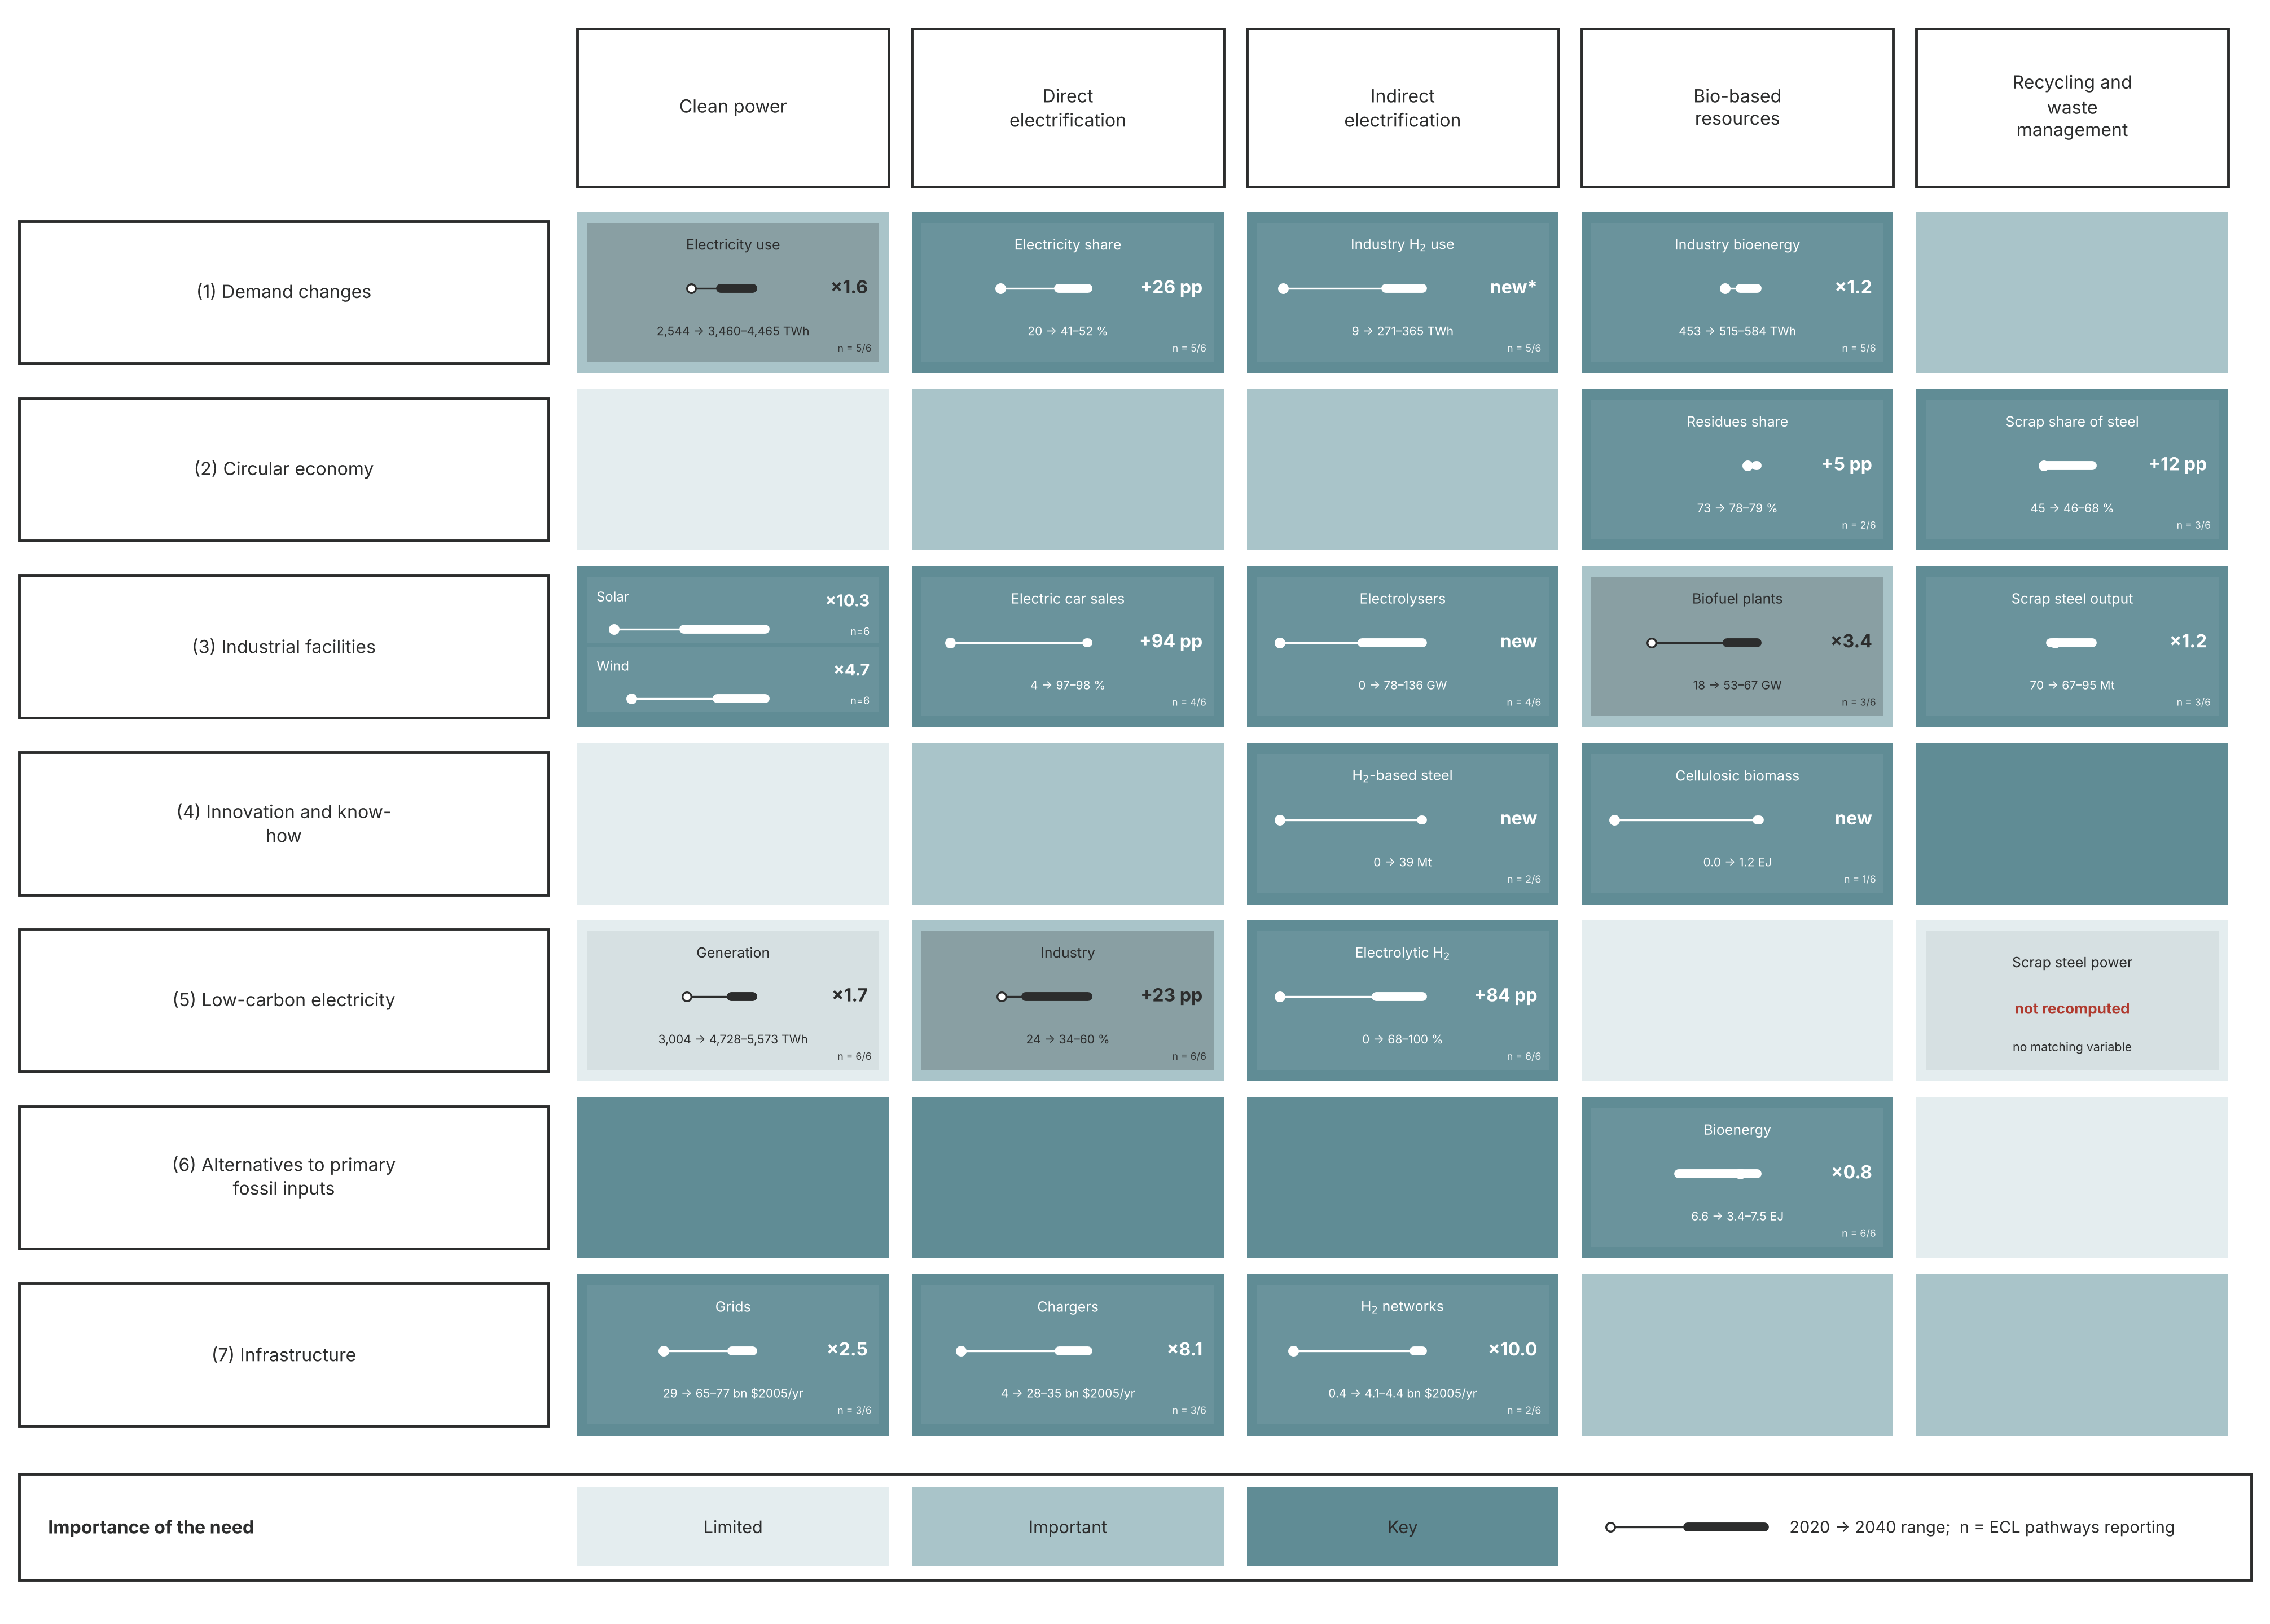 Clean power
Direct
electrification
Indirect
electrification
Bio-based
resources
Recycling and
waste
management
(1) Demand changes
Electricity use
×1.6
2,544 → 3,460–4,465 TWh
n = 5/6
Electricity share
+26 pp
20 → 41–52 %
n = 5/6
Industry H₂ use
new*
9 → 271–365 TWh
n = 5/6
Industry bioenergy
×1.2
453 → 515–584 TWh
n = 5/6
(2) Circular economy
Residues share
+5 pp
73 → 78–79 %
n = 2/6
Scrap share of steel
+12 pp
45 → 46–68 %
n = 3/6
(3) Industrial facilities
Solar
×10.3
n=6
Wind
×4.7
n=6
Electric car sales
+94 pp
4 → 97–98 %
n = 4/6
Electrolysers
new
0 → 78–136 GW
n = 4/6
Biofuel plants
×3.4
18 → 53–67 GW
n = 3/6
Scrap steel output
×1.2
70 → 67–95 Mt
n = 3/6
(4) Innovation and know-
how
H₂-based steel
new
0 → 39 Mt
n = 2/6
Cellulosic biomass
new
0.0 → 1.2 EJ
n = 1/6
(5) Low-carbon electricity
Generation
×1.7
3,004 → 4,728–5,573 TWh
n = 6/6
Industry
+23 pp
24 → 34–60 %
n = 6/6
Electrolytic H₂
+84 pp
0 → 68–100 %
n = 6/6
Scrap steel power
not recomputed
no matching variable
(6) Alternatives to primary
fossil inputs
Bioenergy
×0.8
6.6 → 3.4–7.5 EJ
n = 6/6
(7) Infrastructure
Grids
×2.5
29 → 65–77 bn $2005/yr
n = 3/6
Chargers
×8.1
4 → 28–35 bn $2005/yr
n = 3/6
H₂ networks
×10.0
0.4 → 4.1–4.4 bn $2005/yr
n = 2/6
Importance of the need
Limited
Important
Key
2020 → 2040 range; n = ECL pathways reporting